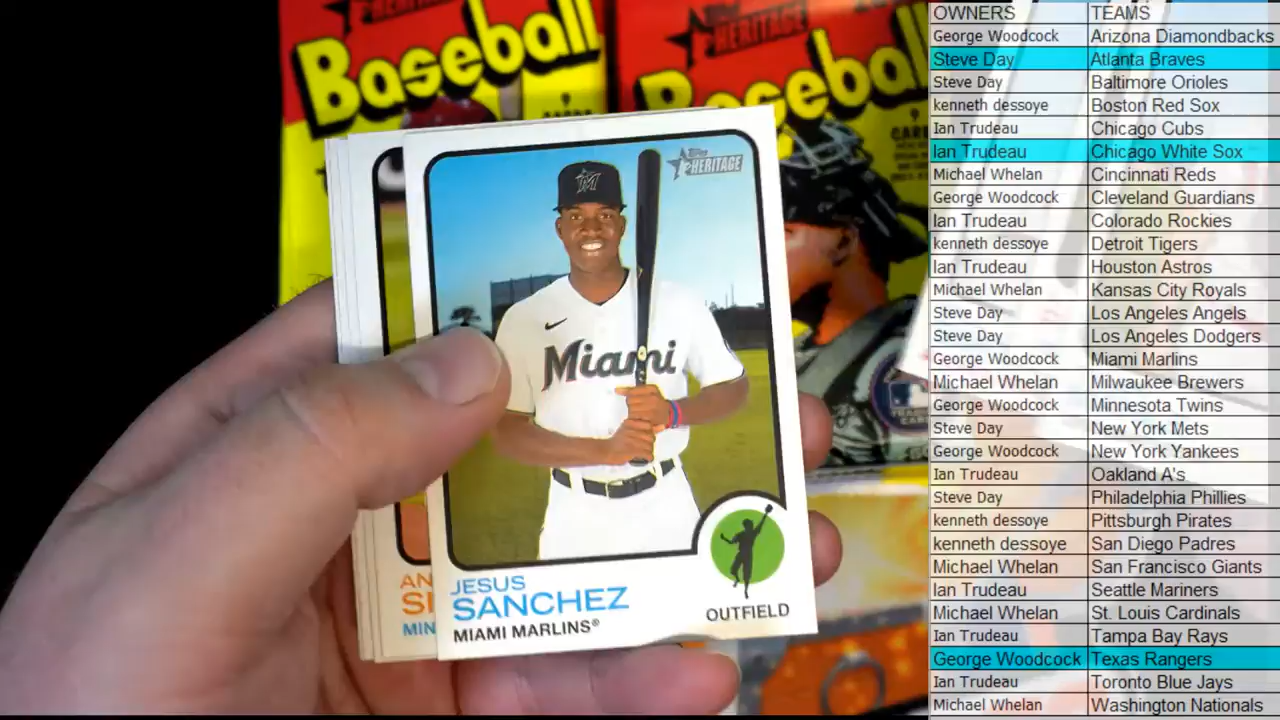 HERITAGE
Baseball
Topps
HERITAGE
Baseball
9
CARDS
9
Topps
HERITAGE
Miami
JESUS
SANCHEZ
MIAMI MARLINS®
OUTFIELD
AN
SI
MIN
OWNERS TEAMS
George Woodcock Arizona Diamondbacks
Steve Day Atlanta Braves
Steve Day Baltimore Orioles
kenneth dessoye Boston Red Sox
Ian Trudeau Chicago Cubs
Ian Trudeau Chicago White Sox
Michael Whelan Cincinnati Reds
George Woodcock Cleveland Guardians
Ian Trudeau Colorado Rockies
kenneth dessoye Detroit Tigers
Ian Trudeau Houston Astros
Michael Whelan Kansas City Royals
Steve Day Los Angeles Angels
Steve Day Los Angeles Dodgers
George Woodcock Miami Marlins
Michael Whelan Milwaukee Brewers
George Woodcock Minnesota Twins
Steve Day New York Mets
George Woodcock New York Yankees
Ian Trudeau Oakland A's
Steve Day Philadelphia Phillies
kenneth dessoye Pittsburgh Pirates
kenneth dessoye San Diego Padres
Michael Whelan San Francisco Giants
Ian Trudeau Seattle Mariners
Michael Whelan St. Louis Cardinals
Ian Trudeau Tampa Bay Rays
George Woodcock Texas Rangers
Ian Trudeau Toronto Blue Jays
Michael Whelan Washington Nationals